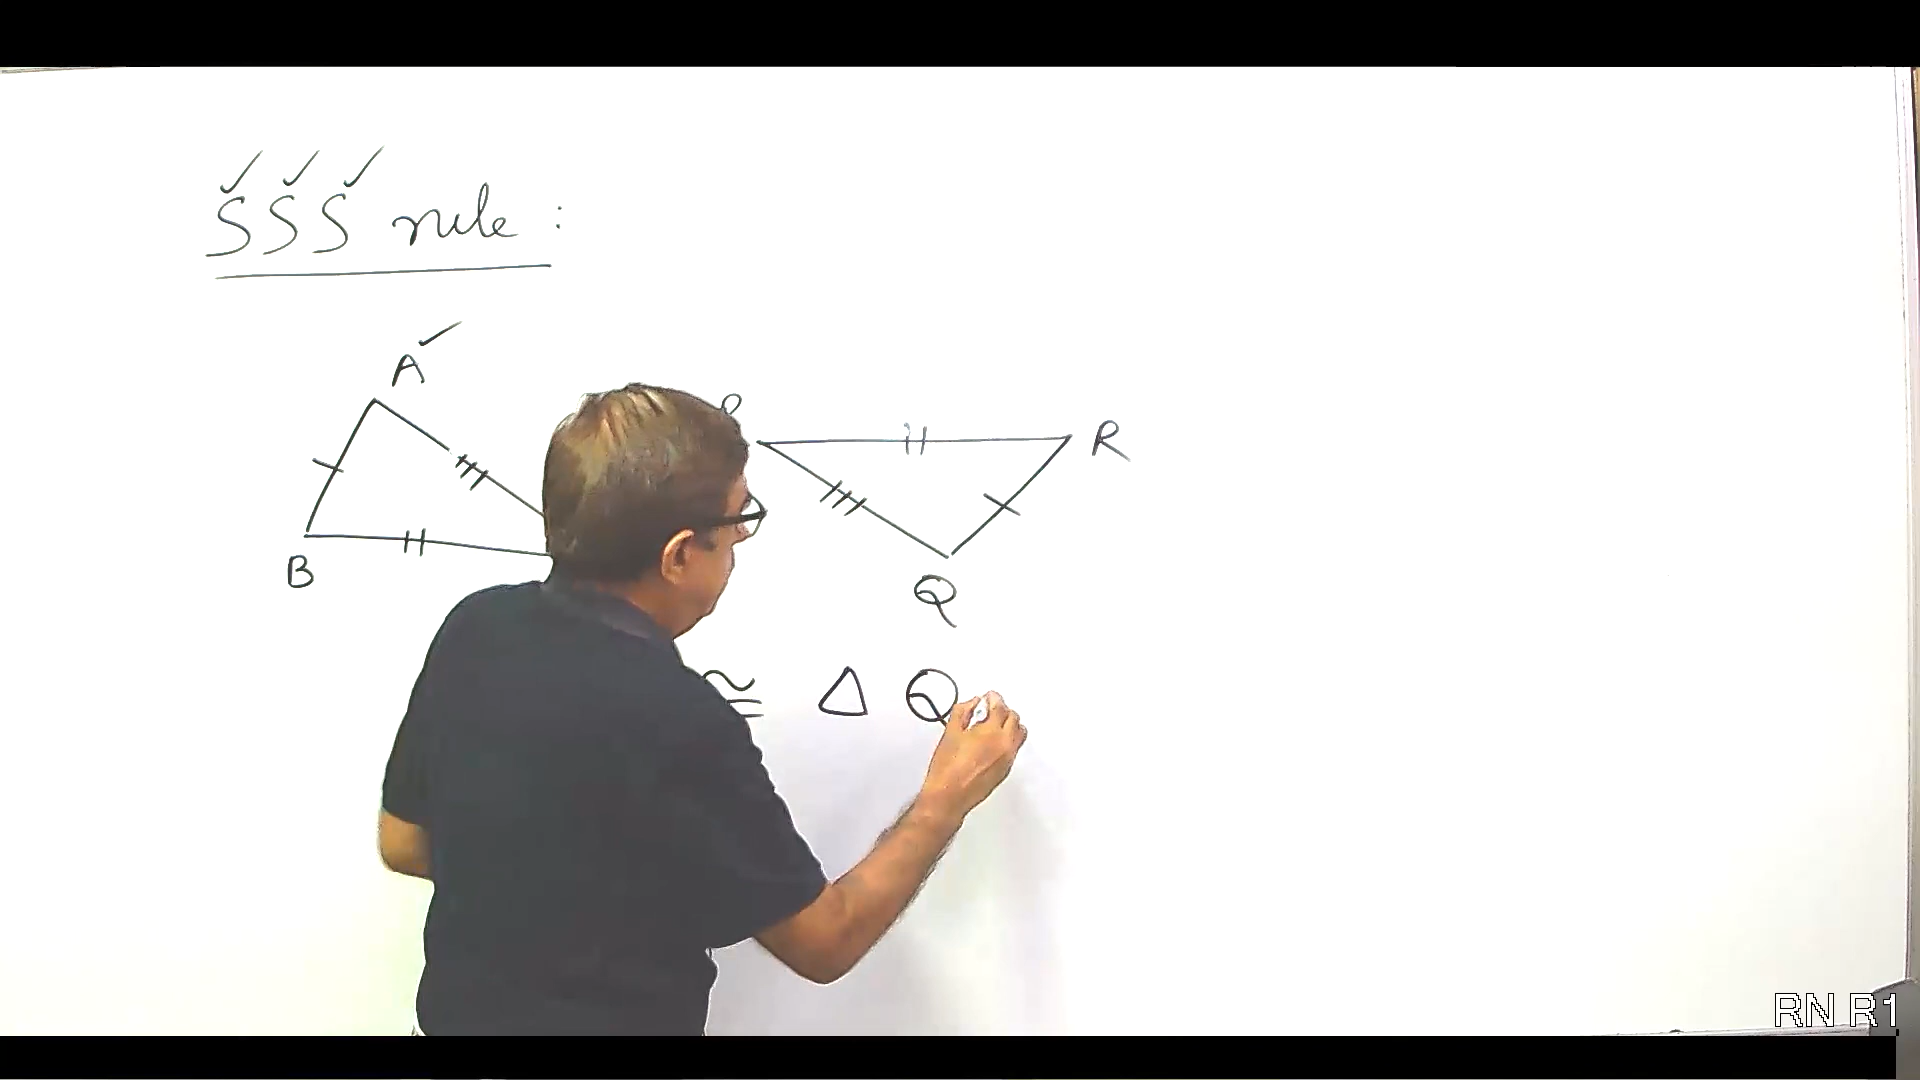 SSS rule :
A
R
B
Q
≅ Δ Q
RN R1